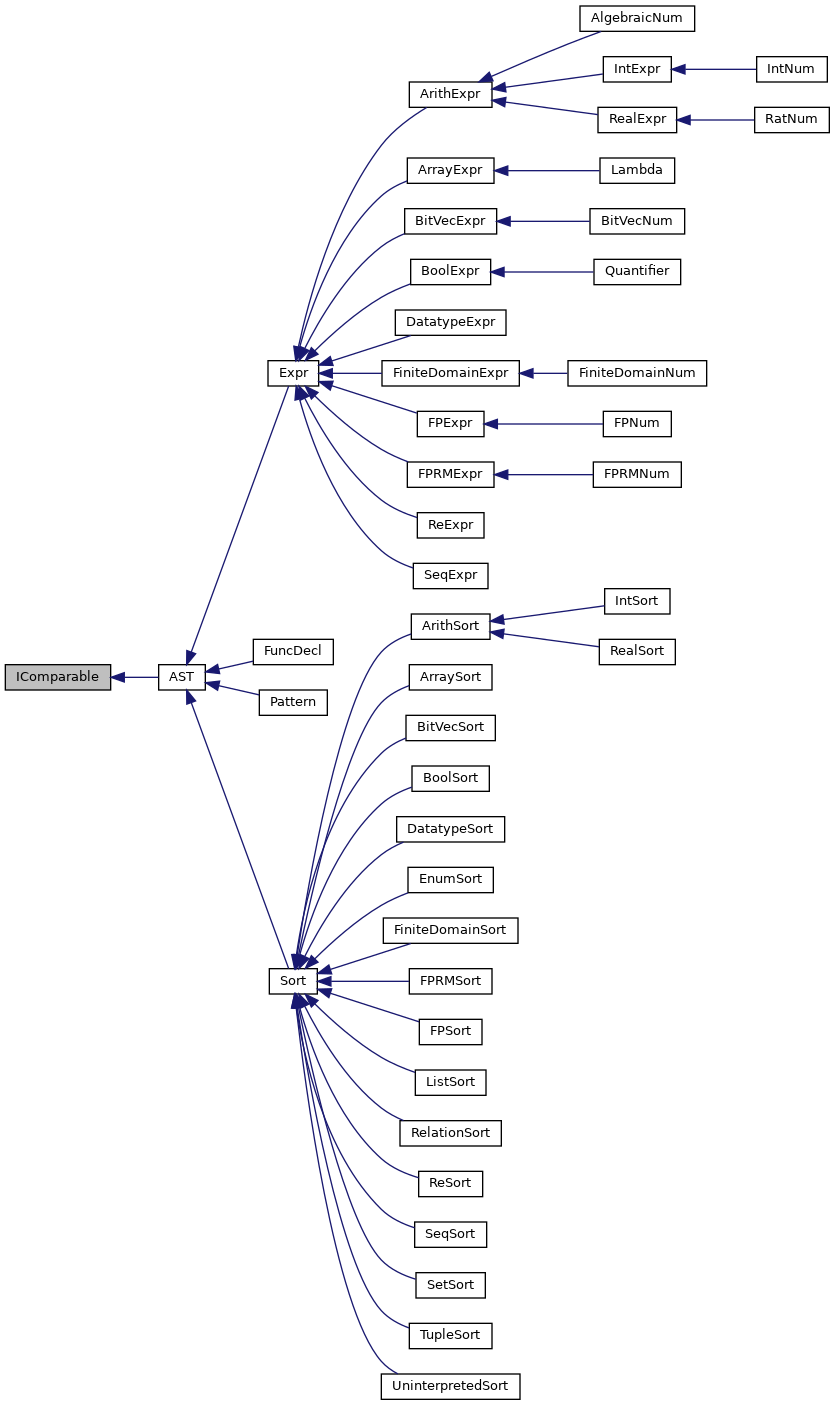 AlgebraicNum
IntExpr
IntNum
ArithExpr
RealExpr
RatNum
ArrayExpr
Lambda
BitVecExpr
BitVecNum
BoolExpr
Quantifier
DatatypeExpr
Expr
FiniteDomainExpr
FiniteDomainNum
FPExpr
FPNum
FPRMExpr
FPRMNum
ReExpr
SeqExpr
IntSort
ArithSort
RealSort
FuncDecl
IComparable
AST
ArraySort
Pattern
BitVecSort
BoolSort
DatatypeSort
EnumSort
FiniteDomainSort
Sort
FPRMSort
FPSort
ListSort
RelationSort
ReSort
SeqSort
SetSort
TupleSort
UninterpretedSort